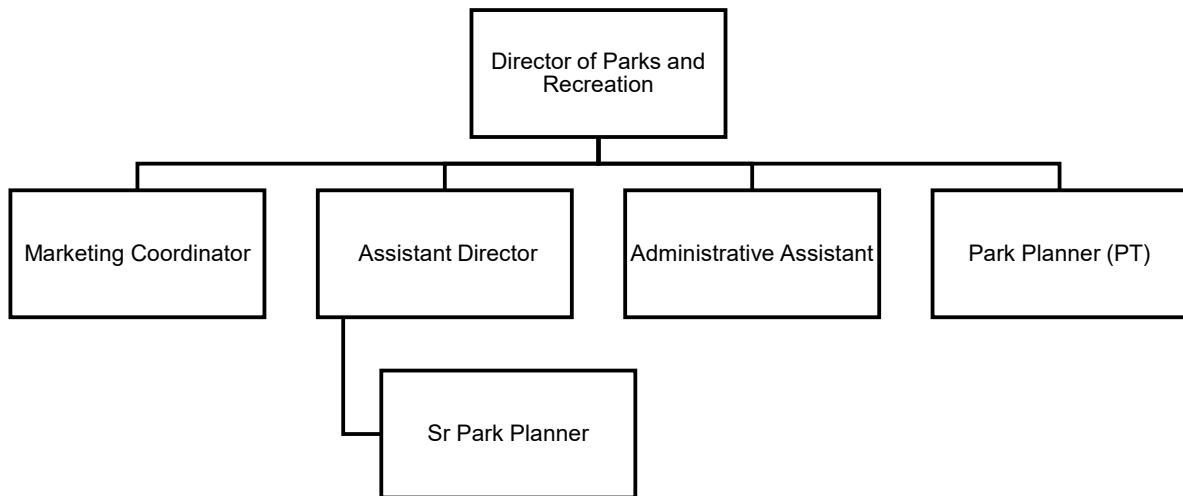 Director of Parks and
Recreation
Marketing Coordinator
Assistant Director
Administrative Assistant
Park Planner (PT)
Sr Park Planner